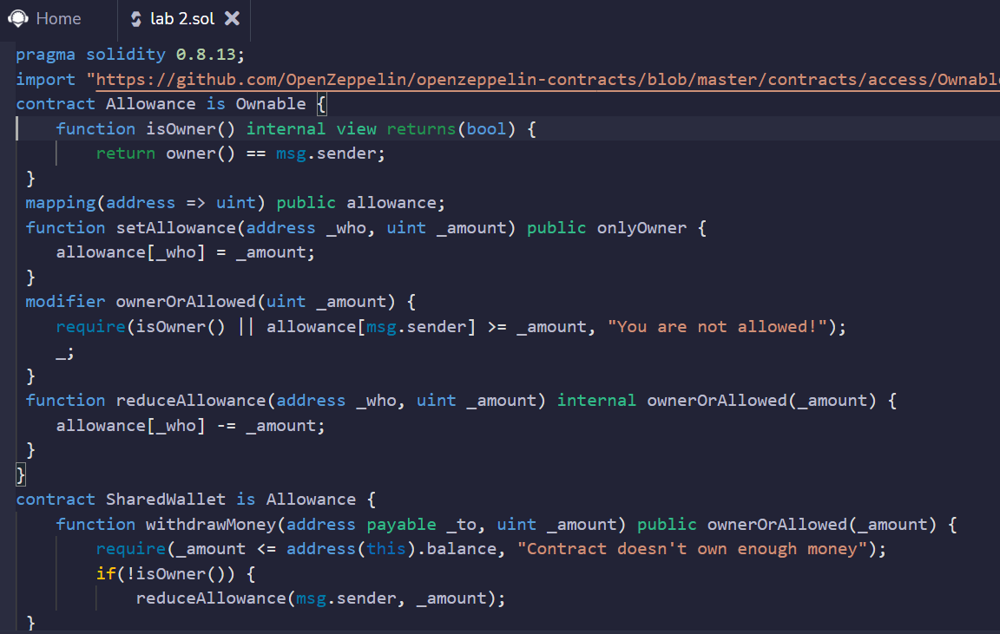 Home
lab 2.sol
pragma solidity 0.8.13;
import "https://github.com/OpenZeppelin/openzeppelin-contracts/blob/master/contracts/access/Ownabl
contract Allowance is Ownable {
    function isOwner() internal view returns(bool) {
        return owner() == msg.sender;
 }
 mapping(address => uint) public allowance;
 function setAllowance(address _who, uint _amount) public onlyOwner {
    allowance[_who] = _amount;
 }
 modifier ownerOrAllowed(uint _amount) {
    require(isOwner() || allowance[msg.sender] >= _amount, "You are not allowed!");
    _;
 }
 function reduceAllowance(address _who, uint _amount) internal ownerOrAllowed(_amount) {
    allowance[_who] -= _amount;
 }
}
contract SharedWallet is Allowance {
    function withdrawMoney(address payable _to, uint _amount) public ownerOrAllowed(_amount) {
        require(_amount <= address(this).balance, "Contract doesn't own enough money");
        if(!isOwner()) {
            reduceAllowance(msg.sender, _amount);
 }